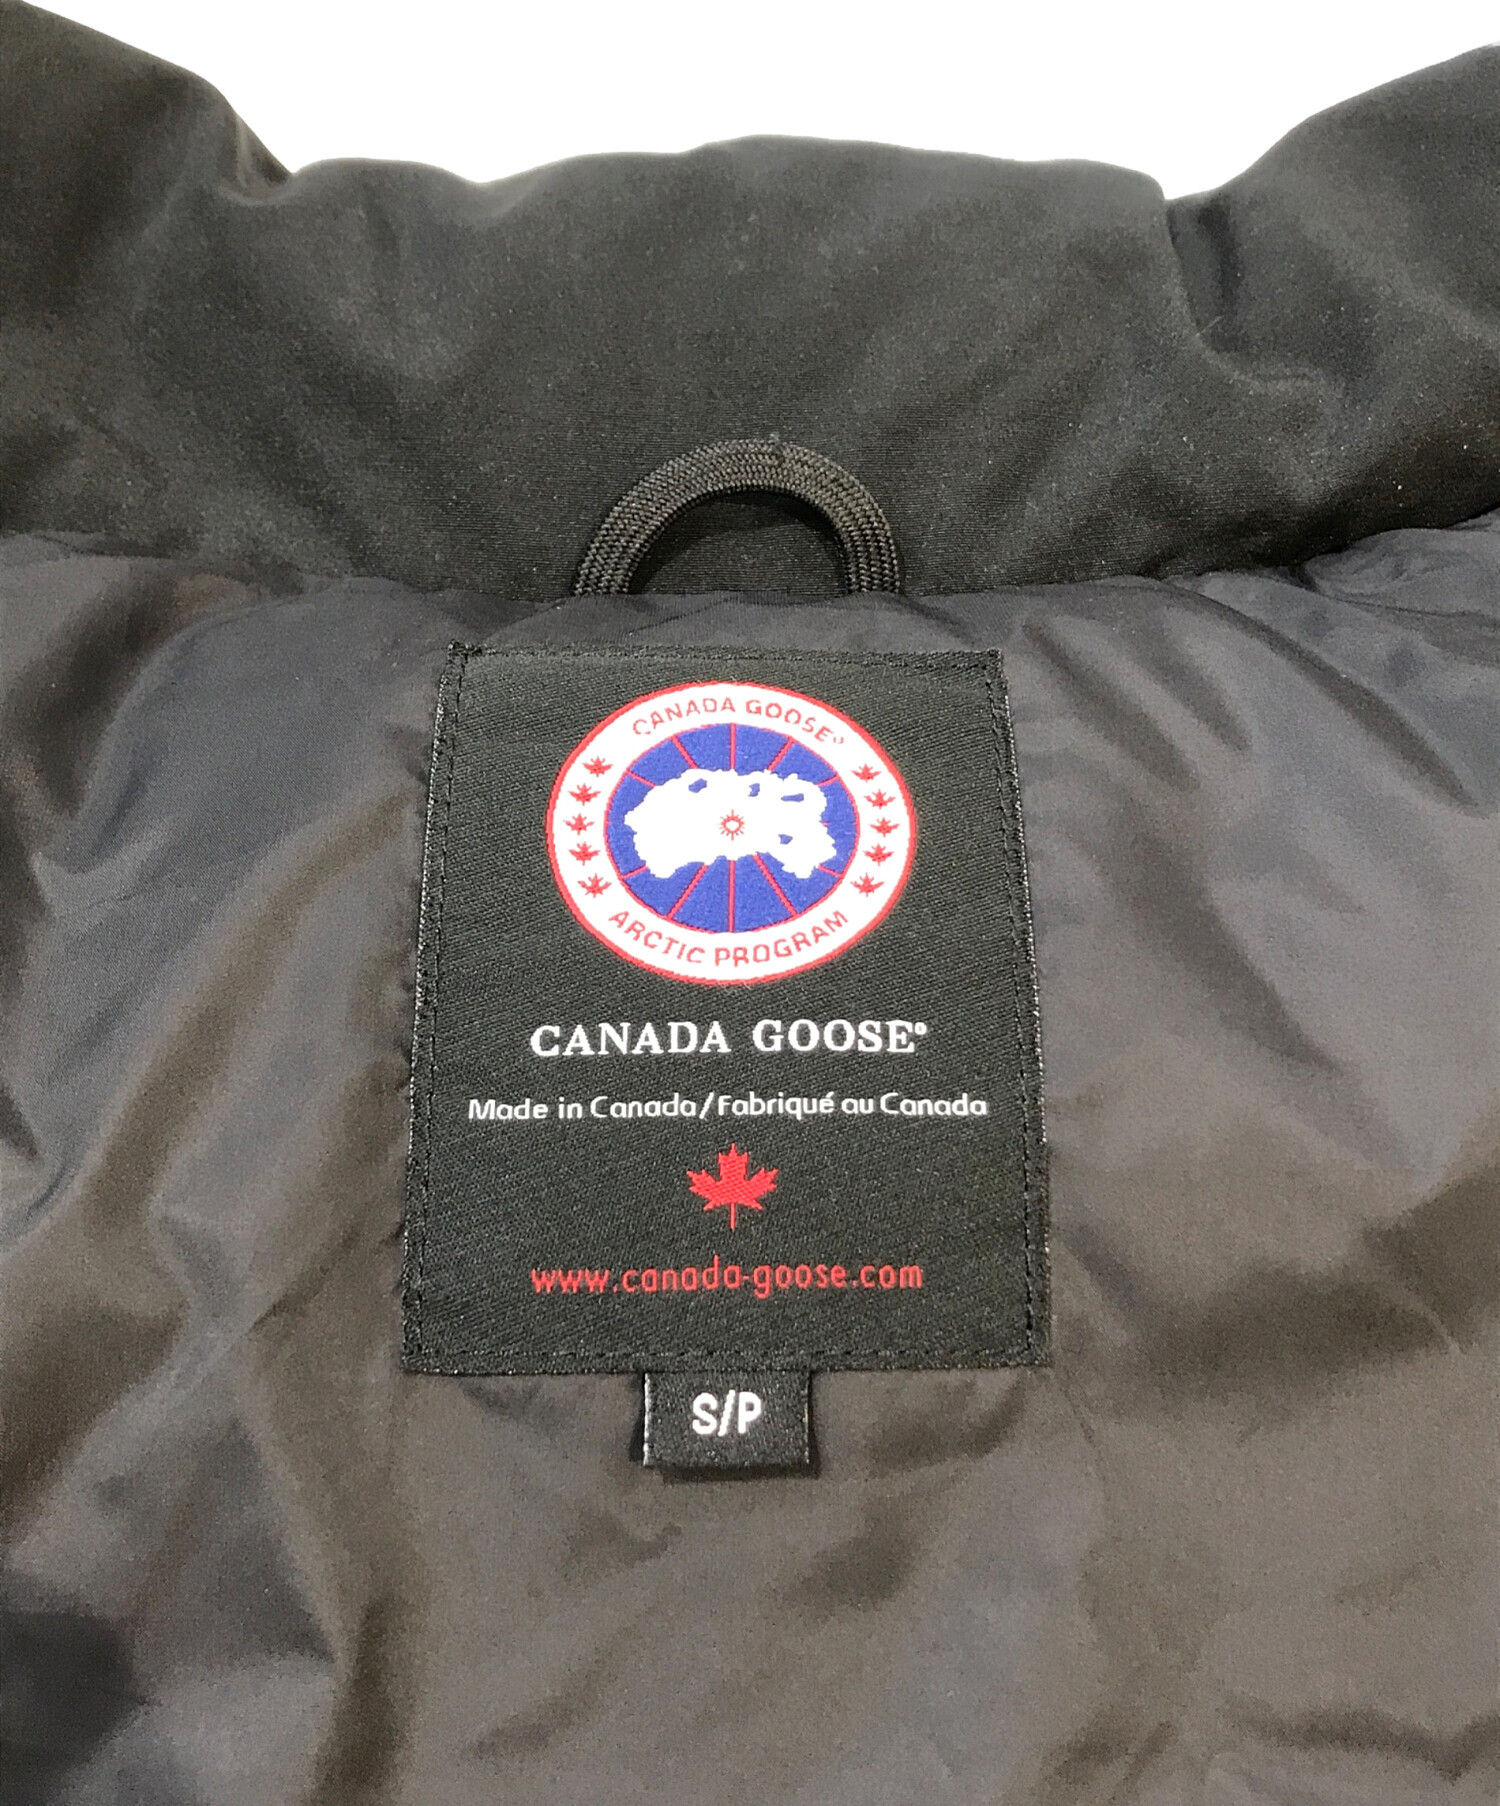 CANADA GOOSE®
ARCTIC PROGRAM
CANADA GOOSE®
Made in Canada/Fabriqué au Canada
www.canada-goose.com
S/P